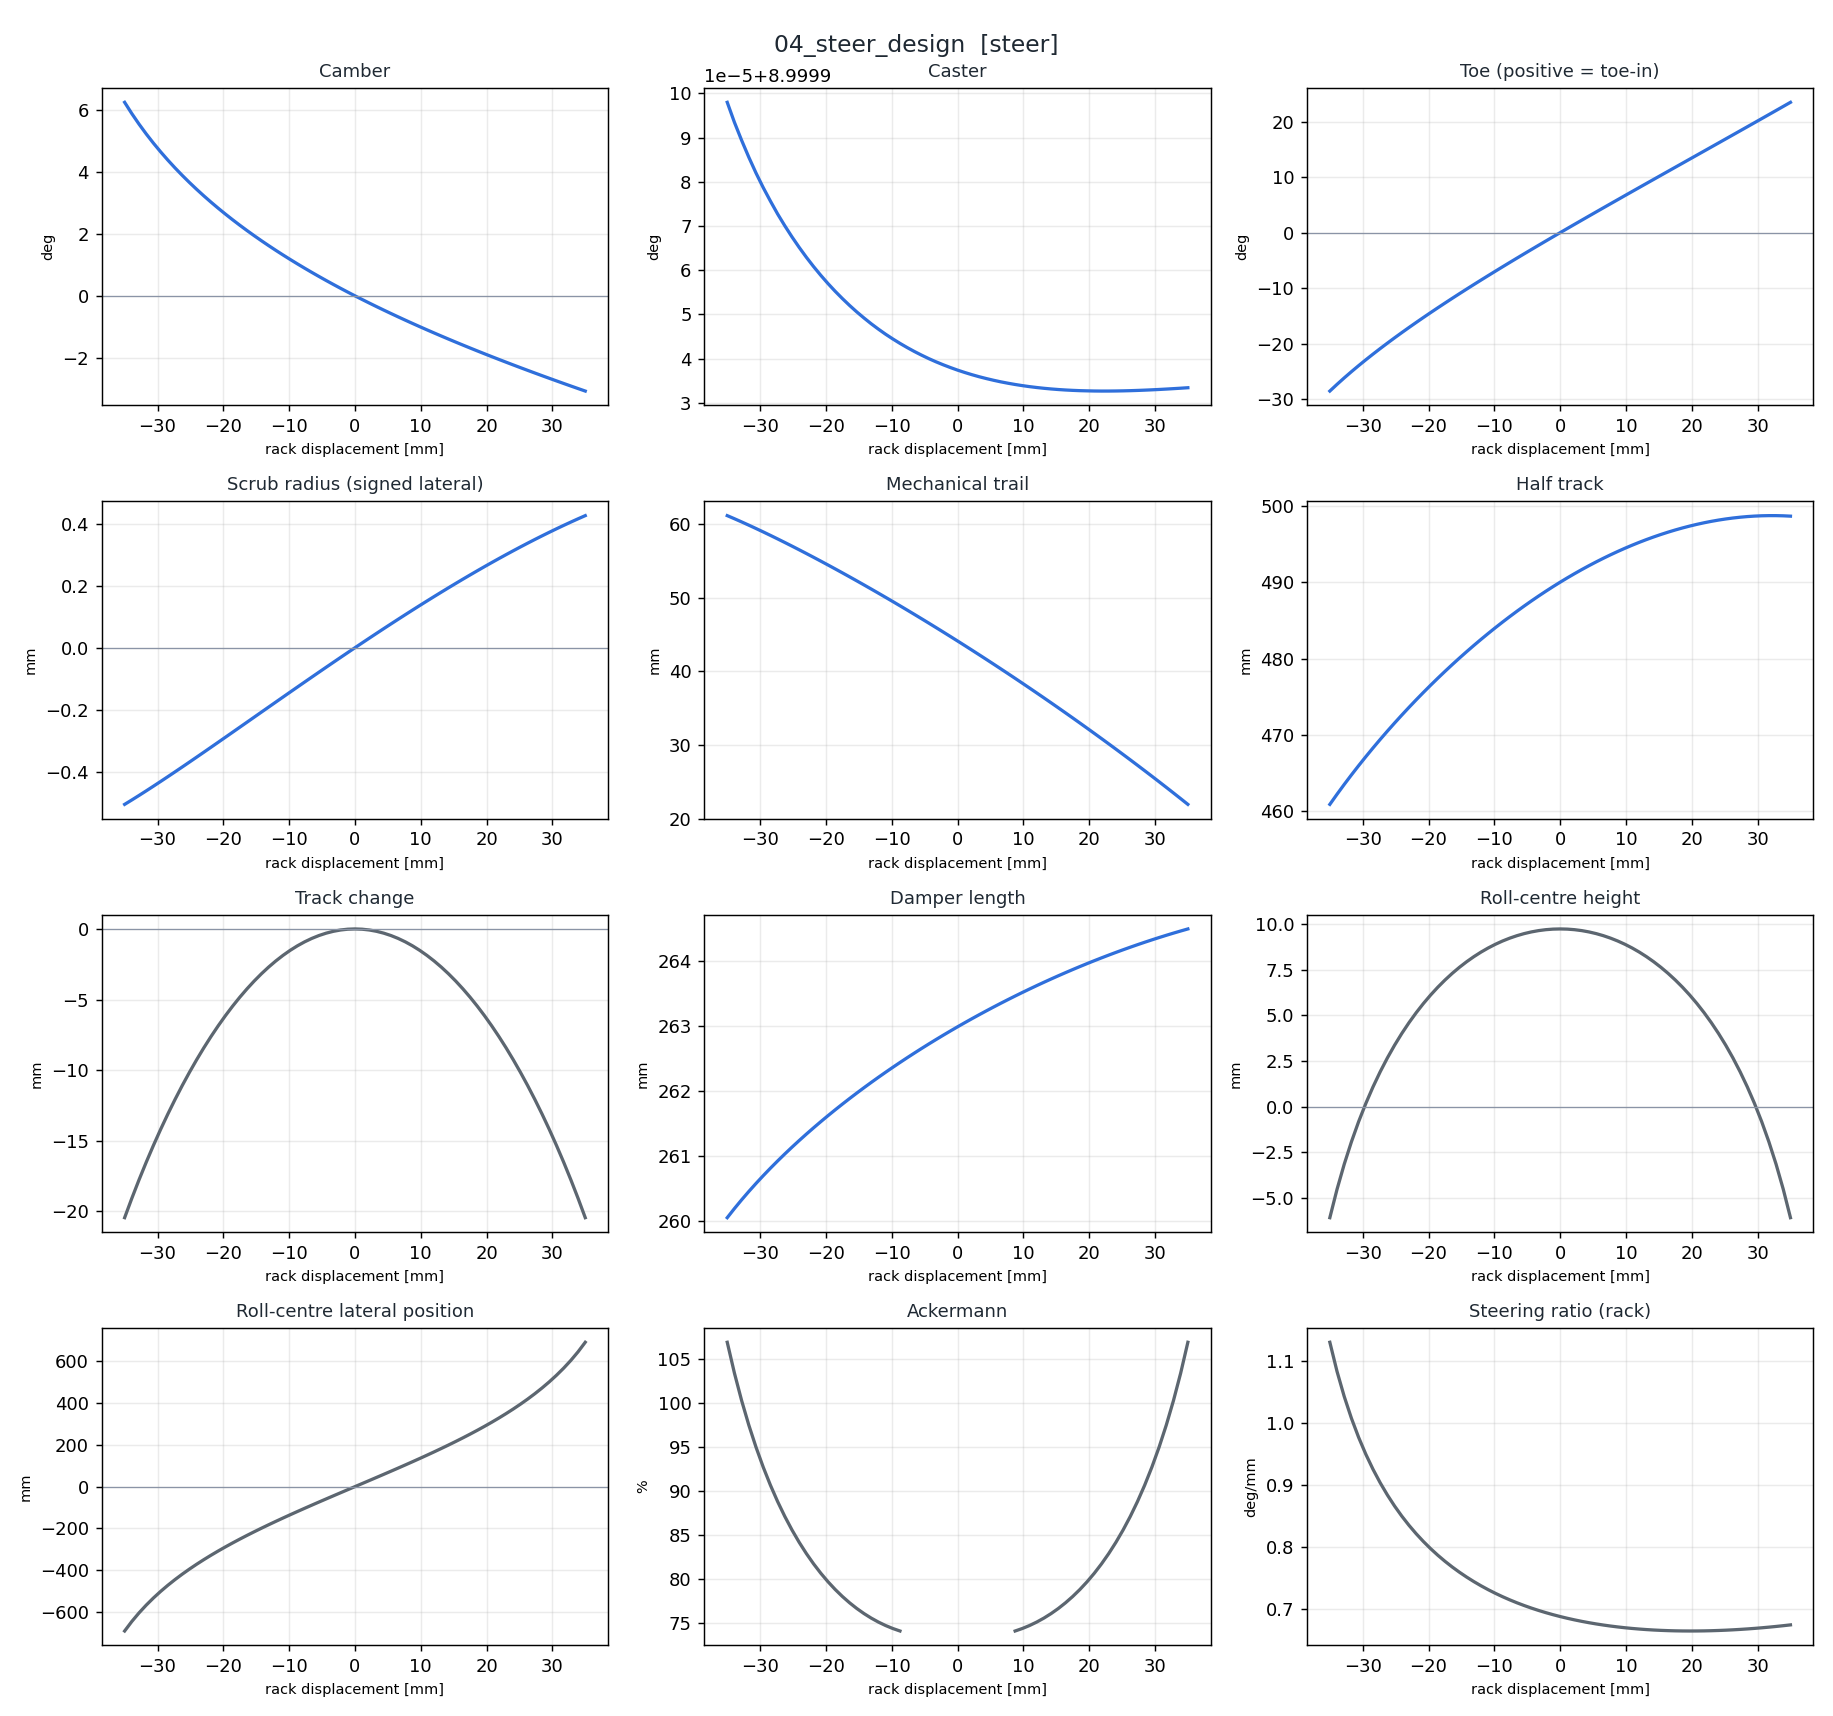 04_steer_design [steer]
Camber
6
4
2
0
−2
deg
−30 −20 −10 0 10 20 30
rack displacement [mm]
1e−5+8.9999
Caster
10
9
8
7
6
5
4
3
deg
−30 −20 −10 0 10 20 30
rack displacement [mm]
Toe (positive = toe-in)
20
10
0
−10
−20
−30
deg
−30 −20 −10 0 10 20 30
rack displacement [mm]
Scrub radius (signed lateral)
0.4
0.2
0.0
−0.2
−0.4
mm
−30 −20 −10 0 10 20 30
rack displacement [mm]
Mechanical trail
60
50
40
30
20
mm
−30 −20 −10 0 10 20 30
rack displacement [mm]
Half track
500
490
480
470
460
mm
−30 −20 −10 0 10 20 30
rack displacement [mm]
Track change
0
−5
−10
−15
−20
mm
−30 −20 −10 0 10 20 30
rack displacement [mm]
Damper length
264
263
262
261
260
mm
−30 −20 −10 0 10 20 30
rack displacement [mm]
Roll-centre height
10.0
7.5
5.0
2.5
0.0
−2.5
−5.0
mm
−30 −20 −10 0 10 20 30
rack displacement [mm]
Roll-centre lateral position
600
400
200
0
−200
−400
−600
mm
−30 −20 −10 0 10 20 30
rack displacement [mm]
Ackermann
105
100
95
90
85
80
75
%
−30 −20 −10 0 10 20 30
rack displacement [mm]
Steering ratio (rack)
1.1
1.0
0.9
0.8
0.7
deg/mm
−30 −20 −10 0 10 20 30
rack displacement [mm]